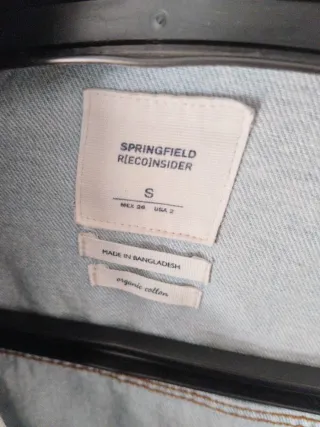 SPRINGFIELD
R[ECO]NSIDER
S
MEX 26 USA 2
MADE IN BANGLADESH
organic cotton